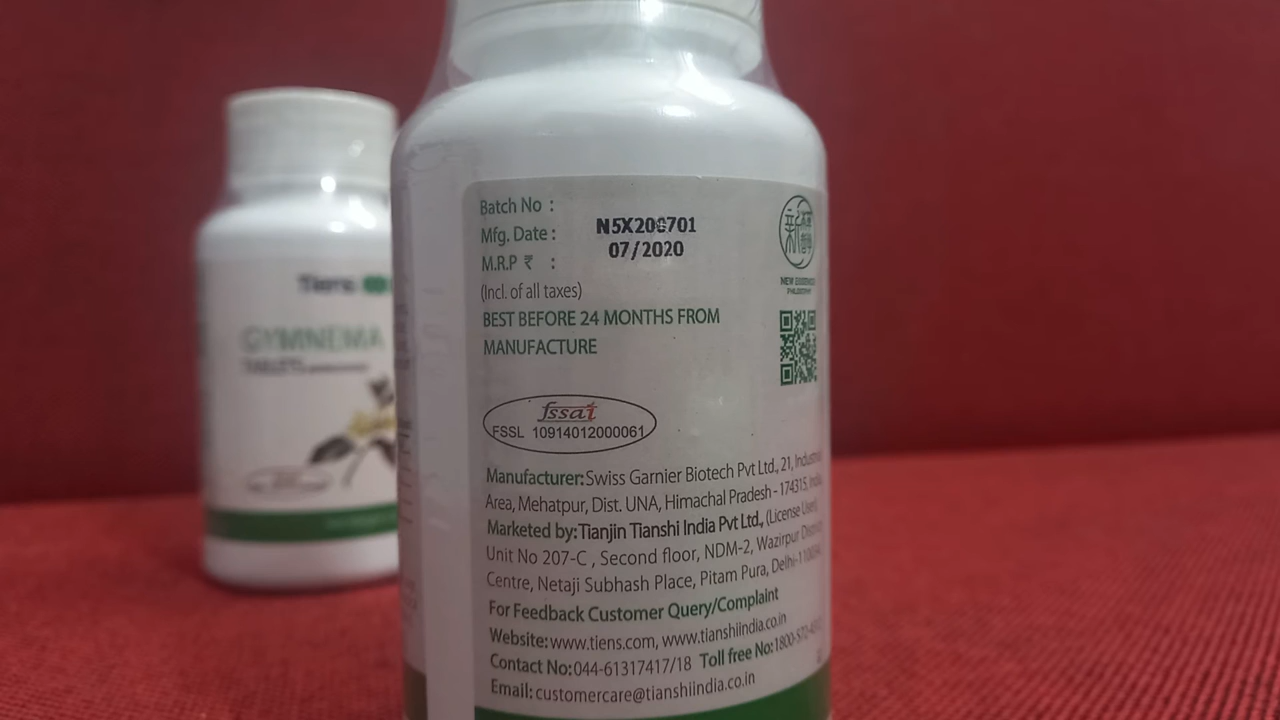 Tiens
GYMNEMA
TABLETS
Batch No :
N5X200701
Mfg. Date :
07/2020
M.R.P ₹ :
(Incl. of all taxes)
BEST BEFORE 24 MONTHS FROM
MANUFACTURE
NEW ESSENCE
PHILOSOPHY
fssai
FSSL 10914012000061
Manufacturer: Swiss Garnier Biotech Pvt Ltd., 21,
Area, Mehatpur, Dist. UNA, Himachal Pradesh - 174315,
Marketed by: Tianjin Tianshi India Pvt Ltd., (License
Unit No 207-C , Second floor, NDM-2, Wazirpur
Centre, Netaji Subhash Place, Pitam Pura,
For Feedback Customer Query/Complaint
Website: www.tiens.com, www.tianshiindia.co.in
Contact No: 044-61317417/18 Toll free No:
Email: customercare@tianshiindia.co.in